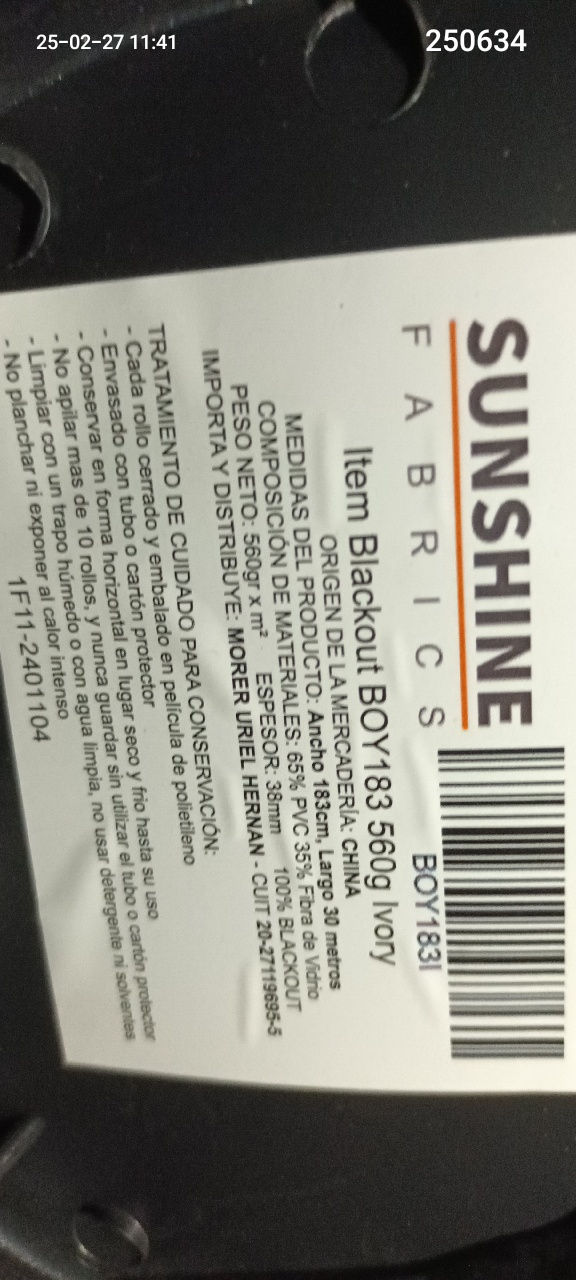 25-02-27 11:41
250634
SUNSHINE
FABRICS
BOY183I
Item Blackout BOY183 560g Ivory
ORIGEN DE LA MERCADERÍA: CHINA
MEDIDAS DEL PRODUCTO: Ancho 183cm, Largo 30 metros
COMPOSICIÓN DE MATERIALES: 65% PVC 35% Fibra de Vidrio
PESO NETO: 560gr x m² ESPESOR: 38mm 100% BLACKOUT
IMPORTA Y DISTRIBUYE: MORER URIEL HERNAN - CUIT 20-27119695-5
TRATAMIENTO DE CUIDADO PARA CONSERVACIÓN:
- Cada rollo cerrado y embalado en película de polietileno
- Envasado con tubo o cartón protector
- Conservar en forma horizontal en lugar seco y frio hasta su uso
- No apilar mas de 10 rollos, y nunca guardar sin utilizar el tubo o cartón protector
- Limpiar con un trapo húmedo o con agua limpia, no usar detergente ni solventes
- No planchar ni exponer al calor intenso
1F11-2401104